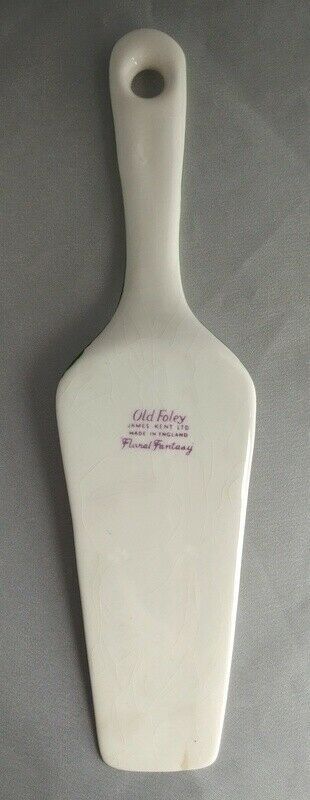 Old Foley
JAMES KENT LTD
MADE IN ENGLAND
Floral Fantasy